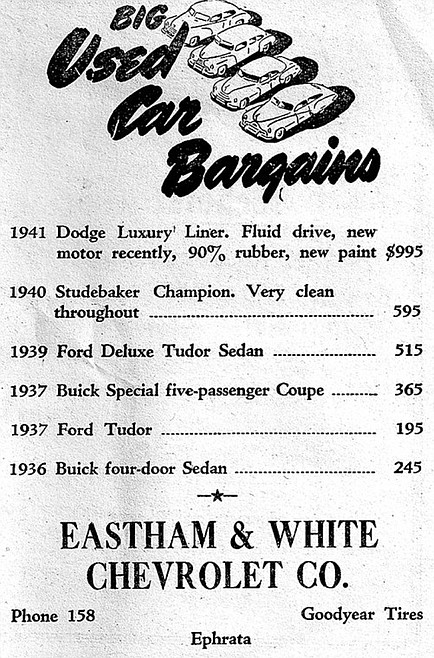 BIG
Used
Car
Bargains
1941 Dodge Luxury Liner. Fluid drive, new
motor recently, 90% rubber, new paint $995
1940 Studebaker Champion. Very clean
throughout ........................ 595
1939 Ford Deluxe Tudor Sedan ........................ 515
1937 Buick Special five-passenger Coupe ............ 365
1937 Ford Tudor ........................ 195
1936 Buick four-door Sedan ........................ 245
—★—
EASTHAM & WHITE
CHEVROLET CO.
Phone 158 Goodyear Tires
Ephrata